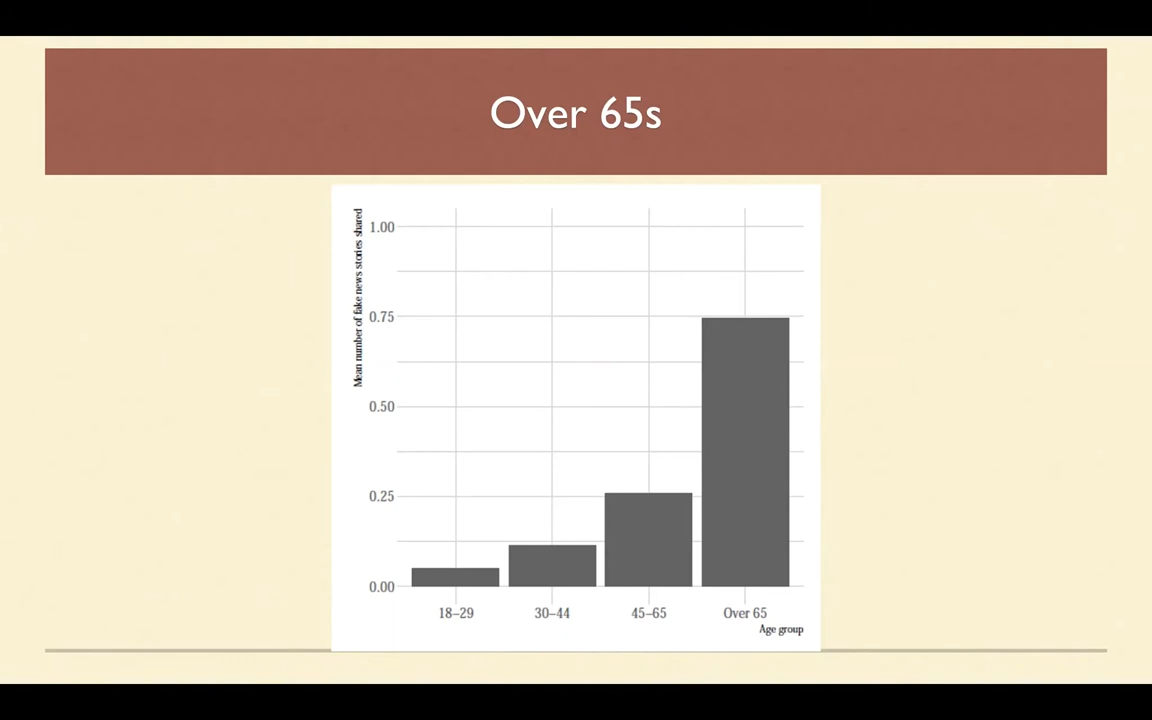 Over 65s
Mean number of fake news stories shared
1.00
0.75
0.50
0.25
0.00
18–29 30–44 45–65 Over 65
Age group